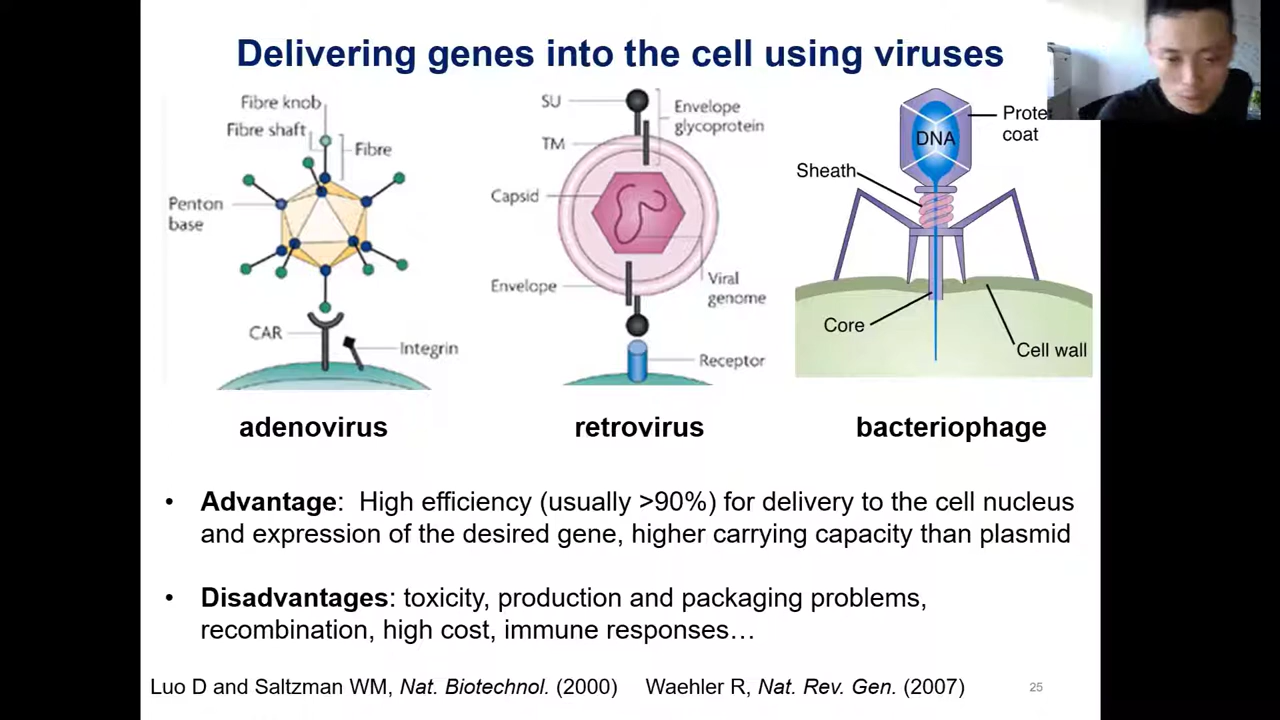 Delivering genes into the cell using viruses
Fibre knob
Fibre shaft
Fibre
Penton
base
CAR
Integrin
adenovirus
SU
TM
Envelope
glycoprotein
Capsid
Envelope
Viral
genome
Receptor
retrovirus
DNA
coat
Sheath
Core
Cell wall
bacteriophage
• Advantage: High efficiency (usually >90%) for delivery to the cell nucleus
and expression of the desired gene, higher carrying capacity than plasmid
• Disadvantages: toxicity, production and packaging problems,
recombination, high cost, immune responses…
Luo D and Saltzman WM, Nat. Biotechnol. (2000) Waehler R, Nat. Rev. Gen. (2007)
25